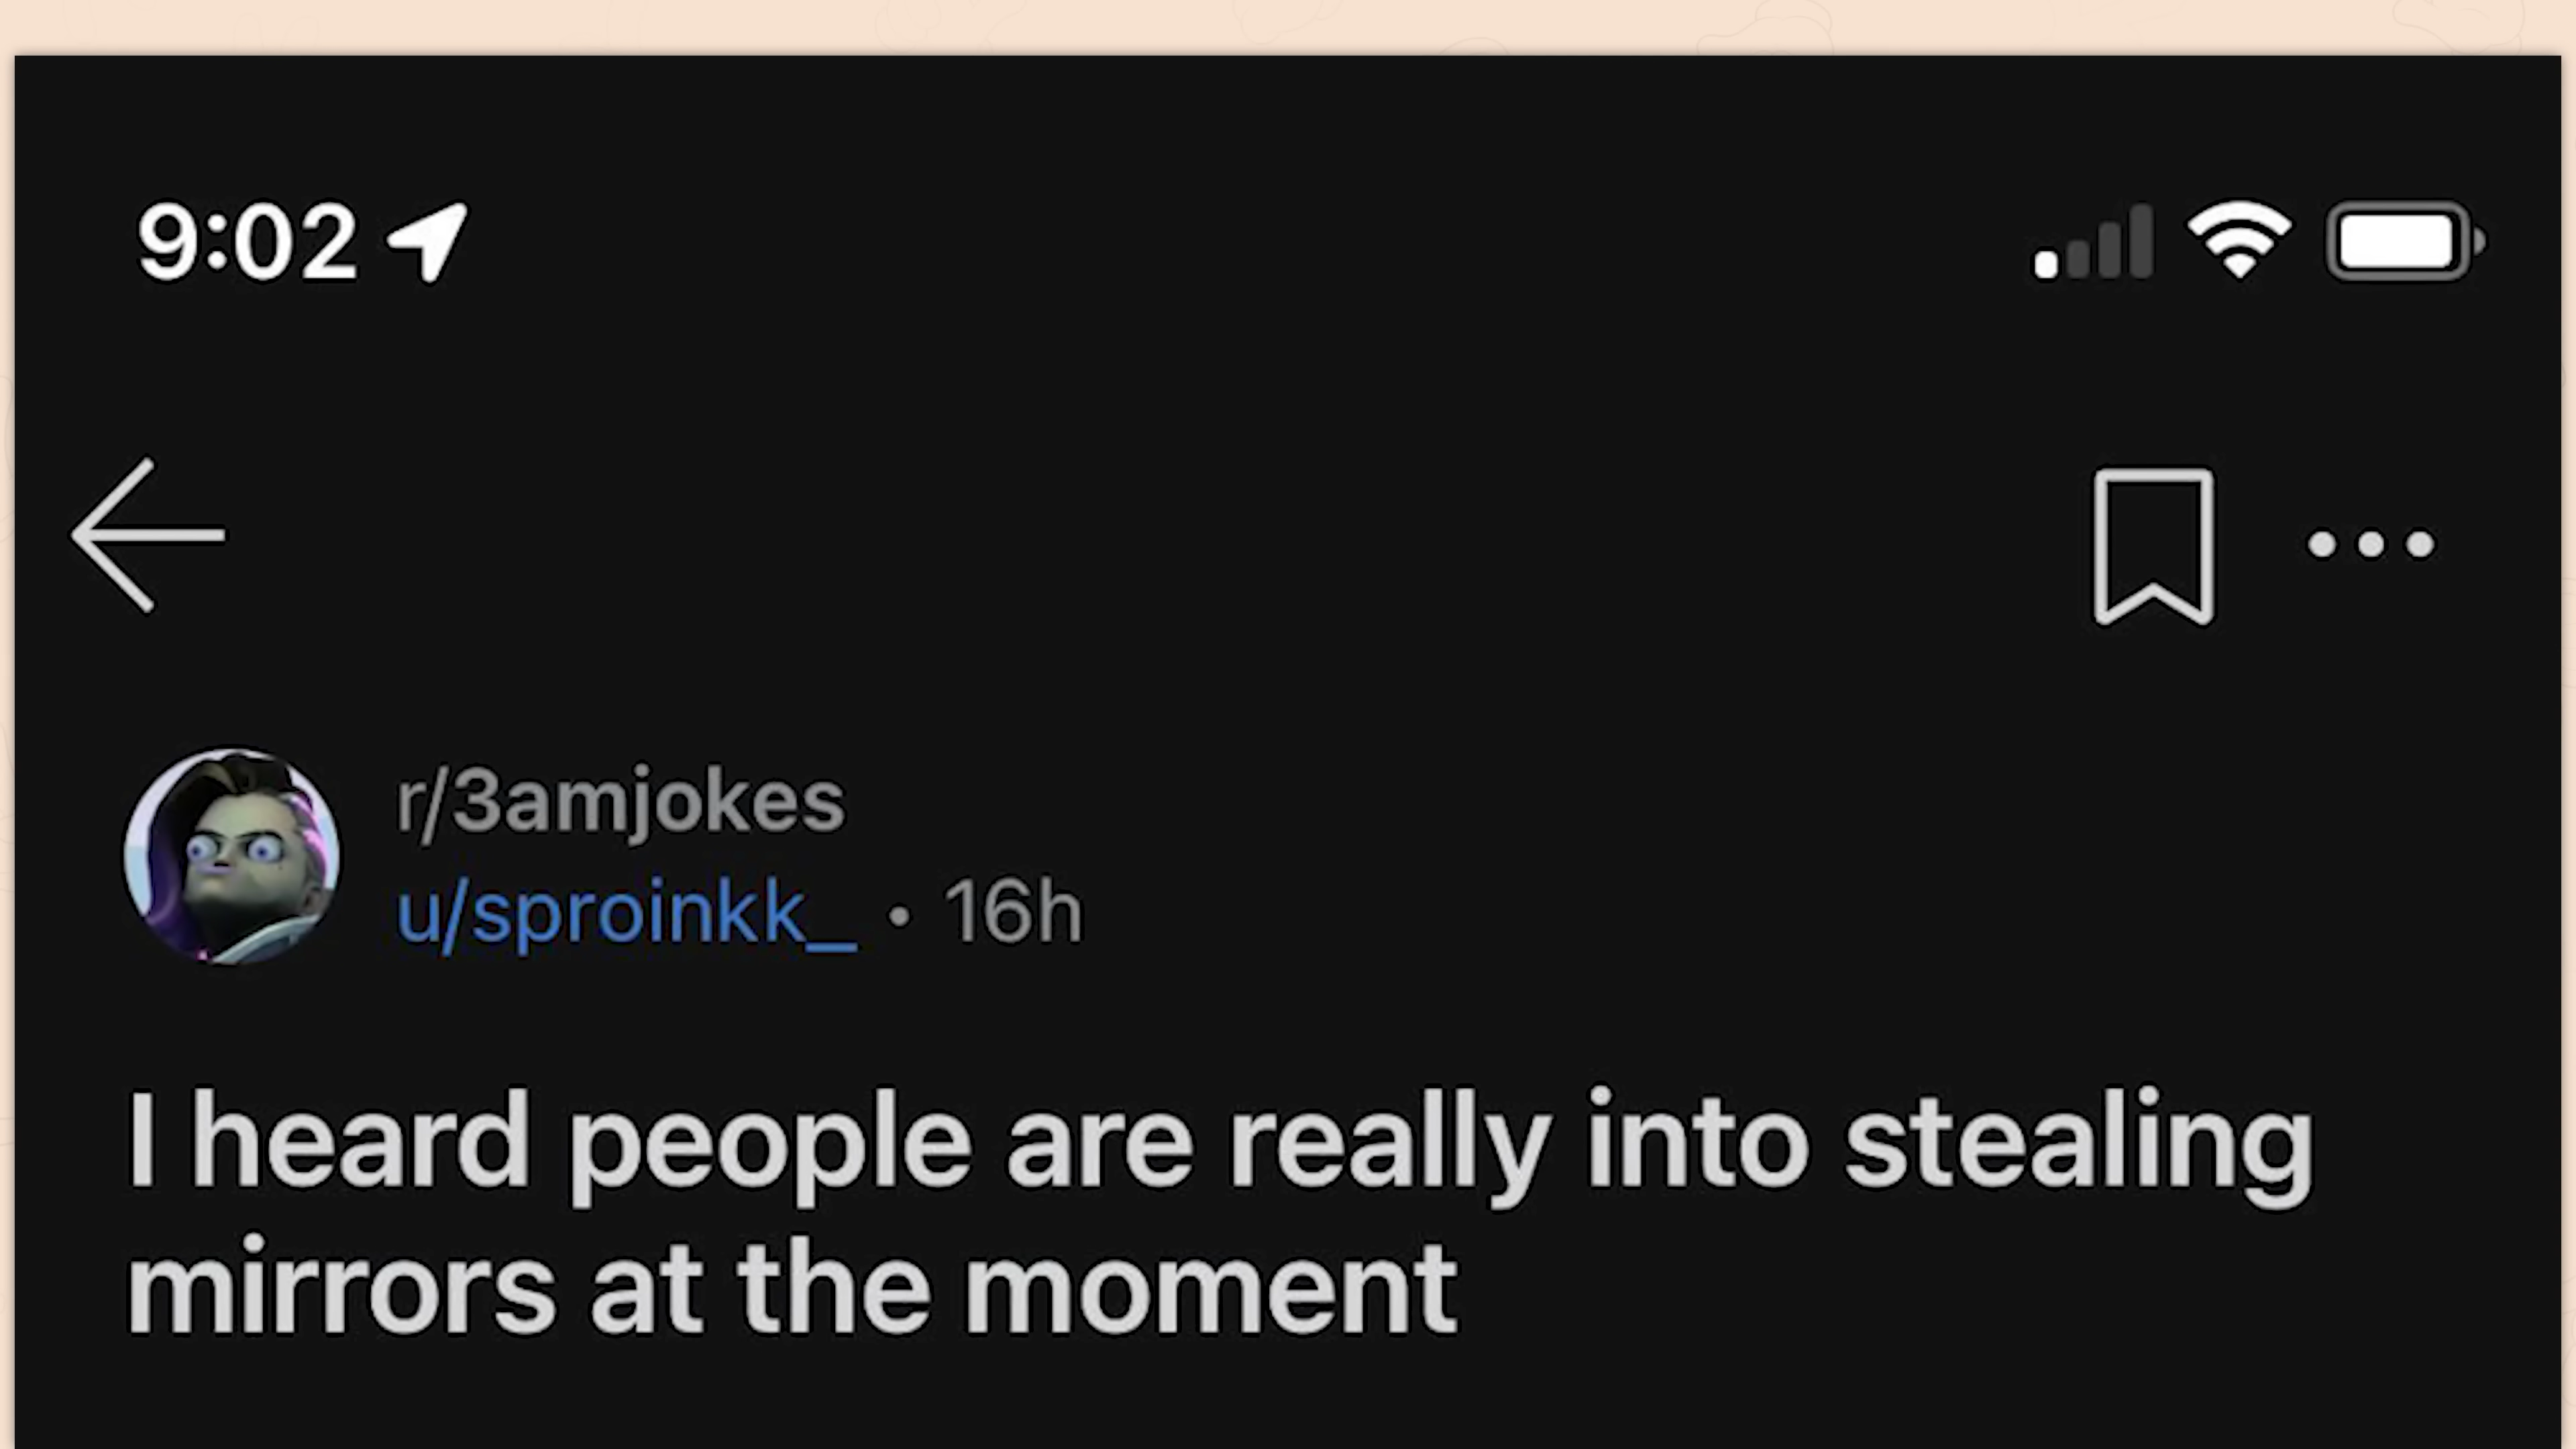 9:02
r/3amjokes
u/sproinkk_ • 16h
I heard people are really into stealing
mirrors at the moment